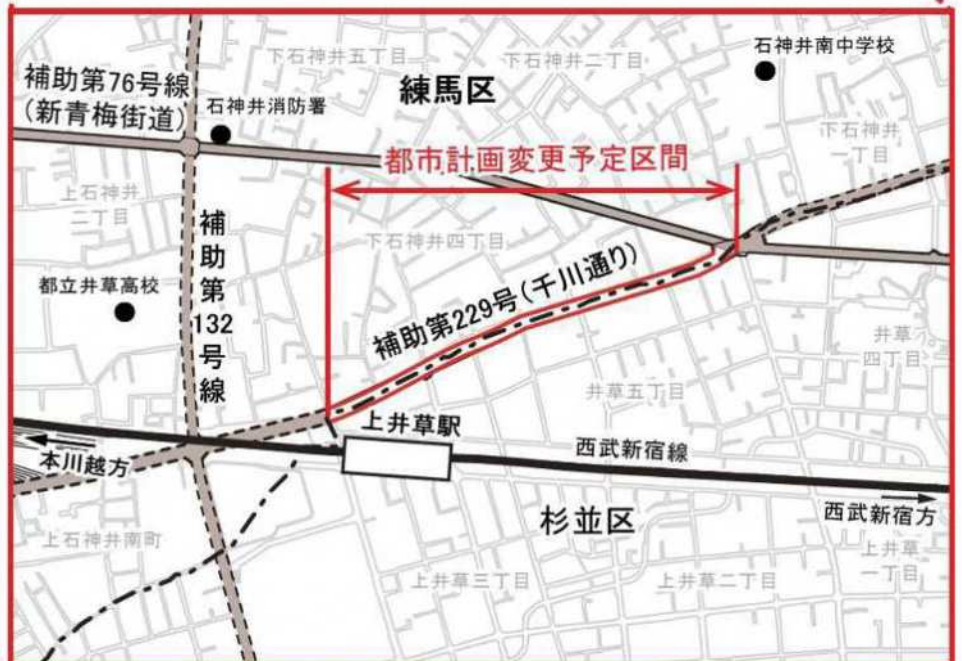 下石神井五丁目
下石神井二丁目
石神井南中学校
補助第76号線
(新青梅街道)
石神井消防署
練馬区
下石神井
一丁目
都市計画変更予定区間
上石神井
二丁目
補助第132号線
下石神井四丁目
都立井草高校
補助第229号(千川通り)
井草
四丁目
井草五丁目
上井草駅
西武新宿線
本川越方
西武新宿方
杉並区
上石神井南町
上井草三丁目
上井草二丁目
上井草
一丁目